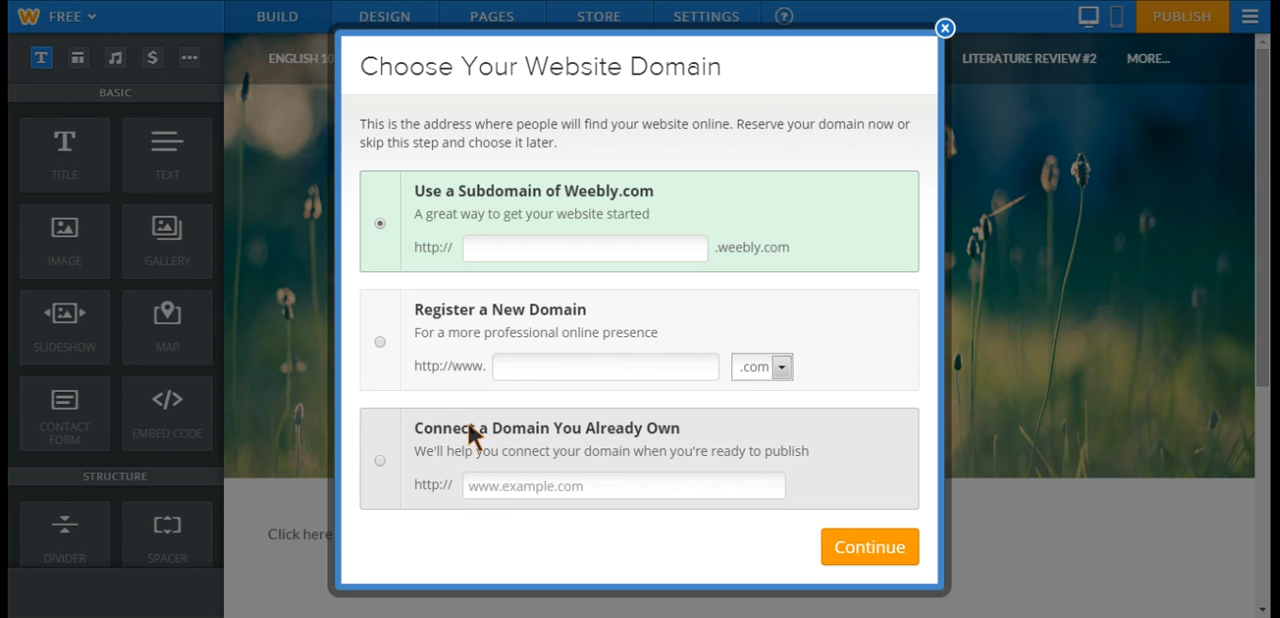 FREE
BUILD
DESIGN
PAGES
STORE
SETTINGS
?
PUBLISH
T
$
BASIC
T
TITLE
TEXT
IMAGE
GALLERY
SLIDESHOW
MAP
CONTACT
FORM
</>
EMBED CODE
STRUCTURE
DIVIDER
SPACER
ENGLISH 10
LITERATURE REVIEW #2
MORE...
Click here
x
Choose Your Website Domain
This is the address where people will find your website online. Reserve your domain now or
skip this step and choose it later.
Use a Subdomain of Weebly.com
A great way to get your website started
http:// .weebly.com
Register a New Domain
For a more professional online presence
http://www. .com
Connect a Domain You Already Own
We'll help you connect your domain when you're ready to publish
http:// www.example.com
Continue